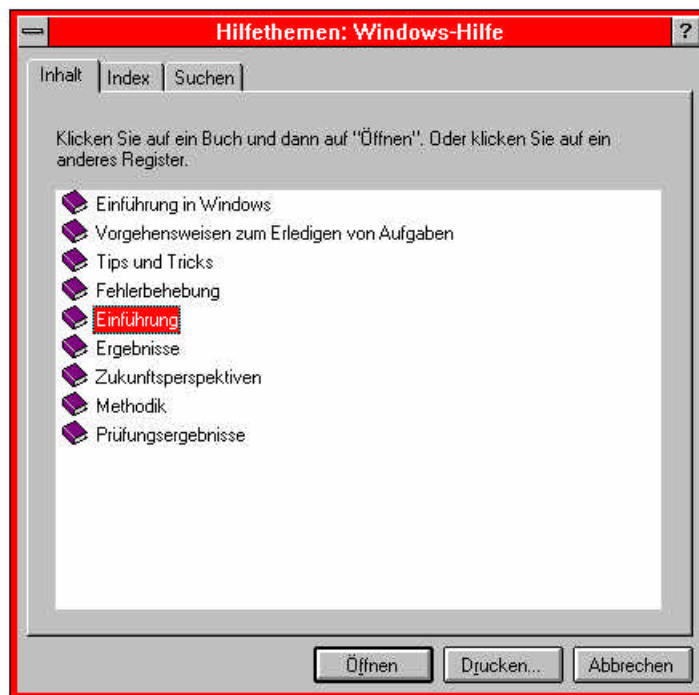 Hilfethemen: Windows-Hilfe ?
Inhalt Index Suchen
Klicken Sie auf ein Buch und dann auf "Öffnen". Oder klicken Sie auf ein
anderes Register.
Einführung in Windows
Vorgehensweisen zum Erledigen von Aufgaben
Tips und Tricks
Fehlerbehebung
Einführung
Ergebnisse
Zukunftsperspektiven
Methodik
Prüfungsergebnisse
Öffnen Drucken... Abbrechen